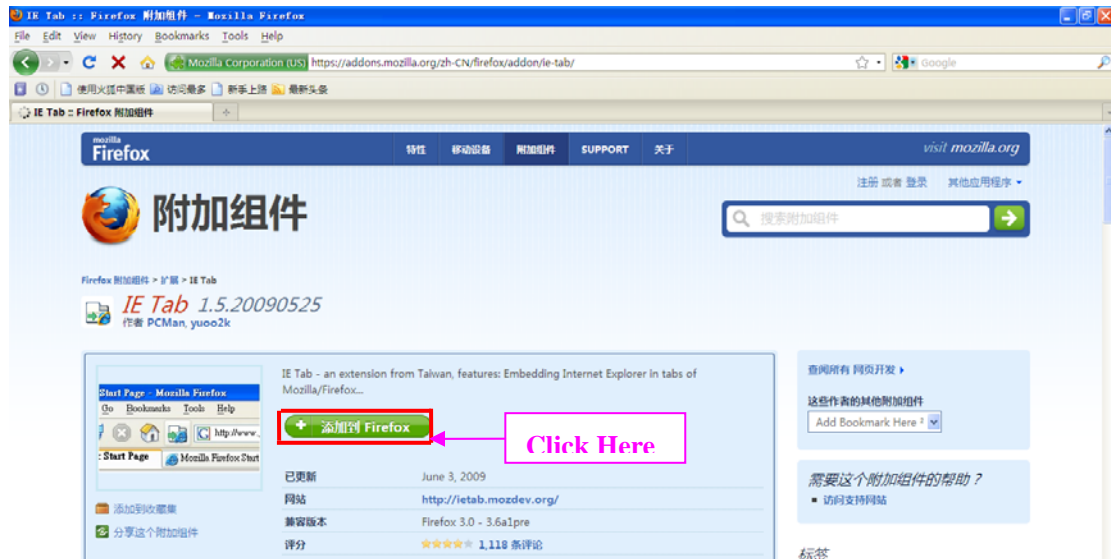 IE Tab :: Firefox 附加组件 - Mozilla Firefox
File Edit View History Bookmarks Tools Help
Mozilla Corporation (US) https://addons.mozilla.org/zh-CN/firefox/addon/ie-tab/ Google
使用火狐中国版 访问最多 新手上路 最新头条
IE Tab :: Firefox 附加组件
mozilla
Firefox 特性 移动设备 附加组件 SUPPORT 关于 visit mozilla.org
注册 或者 登录 其他应用程序
附加组件 搜索附加组件
Firefox 附加组件 > 扩展 > IE Tab
IE Tab 1.5.20090525
作者 PCMan, yuoo2k
IE Tab - an extension from Taiwan, features: Embedding Internet Explorer in tabs of
Mozilla/Firefox...
查阅所有 网页开发
Start Page - Mozilla Firefox
Go Bookmarks Tools Help
http://www.
: Start Page Mozilla Firefox Start
添加到 Firefox
Click Here
这些作者的其他附加组件
Add Bookmark Here ²
已更新 June 3, 2009
网站 http://ietab.mozdev.org/
兼容版本 Firefox 3.0 - 3.6a1pre
评分 1,118 条评论
添加到收藏集
分享这个附加组件
需要这个附加组件的帮助？
访问支持网站
标签